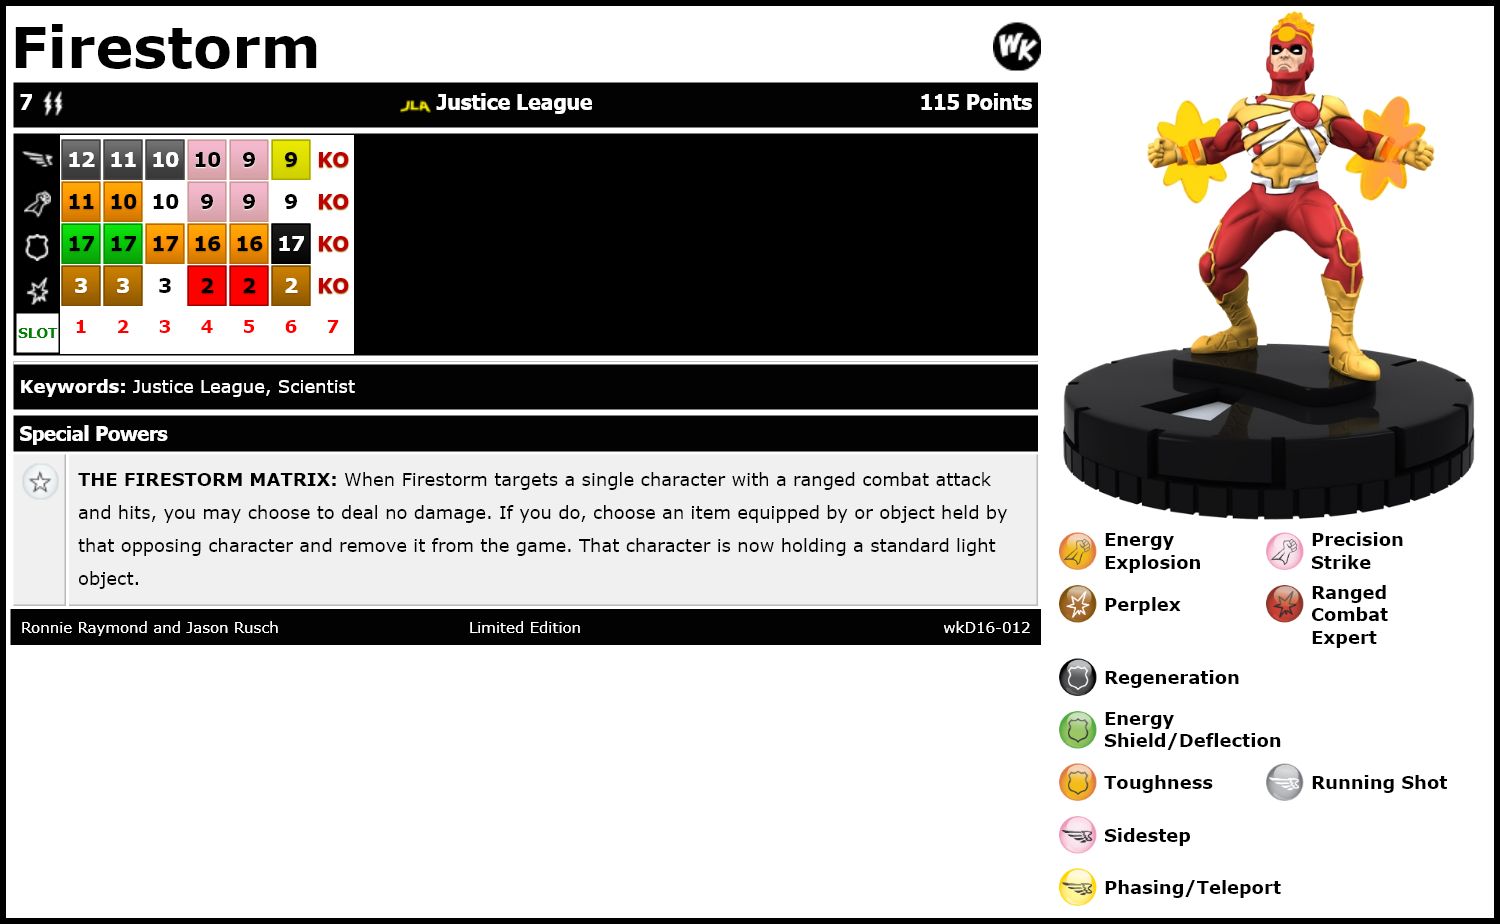 Firestorm
WK
7 JLA Justice League 115 Points
12 11 10 10 9 9 KO
11 10 10 9 9 9 KO
17 17 17 16 16 17 KO
3 3 3 2 2 2 KO
SLOT 1 2 3 4 5 6 7
Keywords: Justice League, Scientist
Special Powers
THE FIRESTORM MATRIX: When Firestorm targets a single character with a ranged combat attack
and hits, you may choose to deal no damage. If you do, choose an item equipped by or object held by
that opposing character and remove it from the game. That character is now holding a standard light
object.
Ronnie Raymond and Jason Rusch Limited Edition wkD16-012
Energy
Explosion
Precision
Strike
Perplex
Ranged
Combat
Expert
Regeneration
Energy
Shield/Deflection
Toughness
Running Shot
Sidestep
Phasing/Teleport